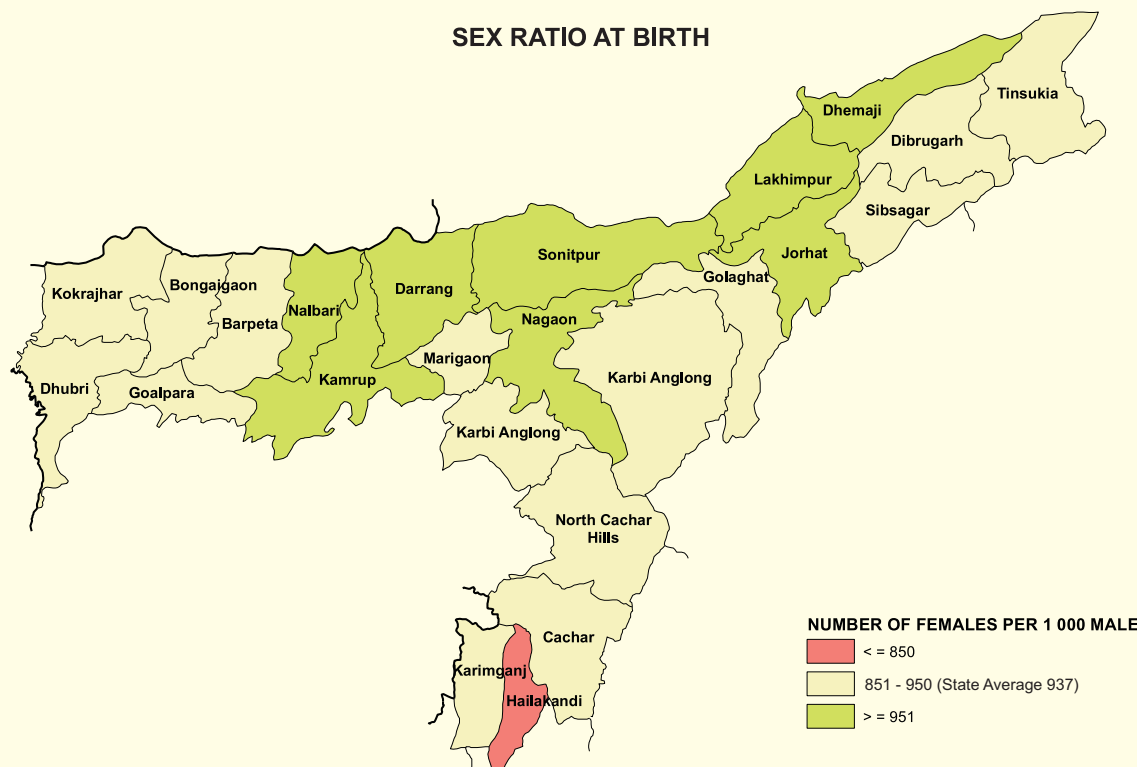 SEX RATIO AT BIRTH
Tinsukia
Dhemaji
Dibrugarh
Lakhimpur
Sibsagar
Sonitpur
Jorhat
Golaghat
Kokrajhar
Bongaigaon
Darrang
Nalbari
Barpeta
Nagaon
Marigaon
Dhubri
Goalpara
Kamrup
Karbi Anglong
Karbi Anglong
North Cachar
Hills
Cachar
Karimganj
Hailakandi
NUMBER OF FEMALES PER 1 000 MALE
< = 850
851 - 950 (State Average 937)
> = 951